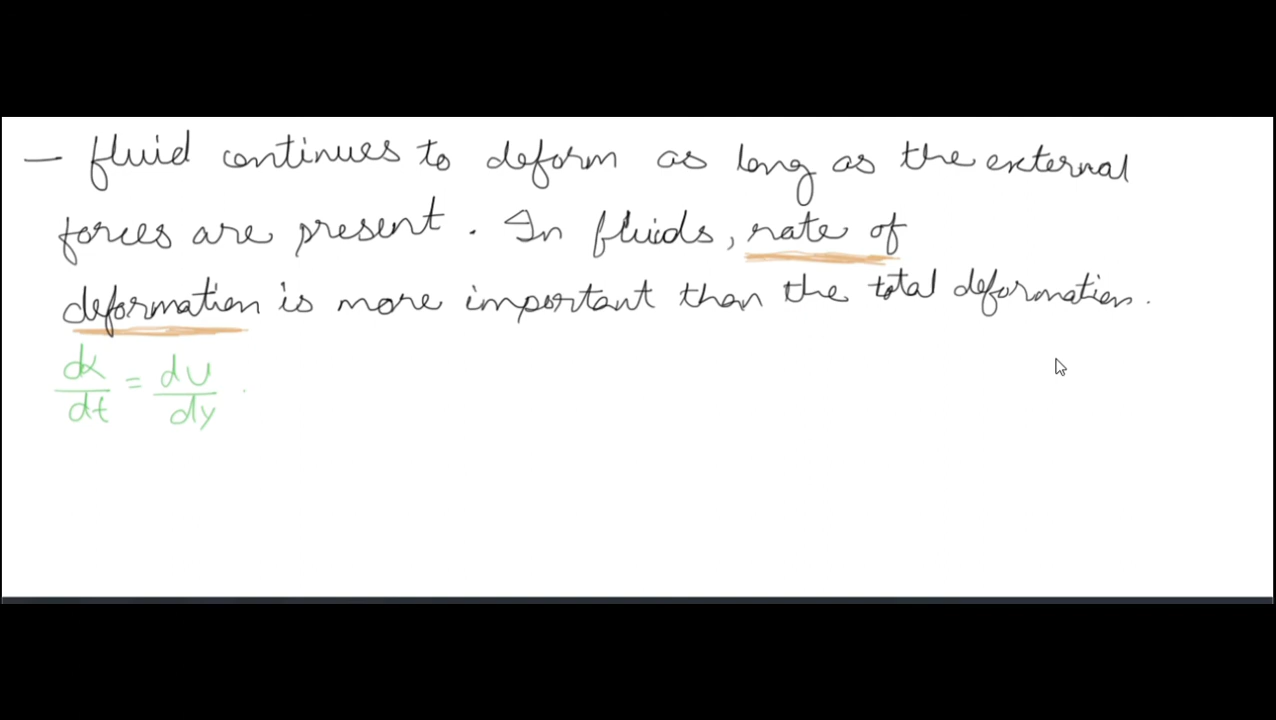 — fluid continues to deform as long as the external
forces are present. In fluids, rate of
deformation is more important than the total deformation.
dα/dt = du/dy.